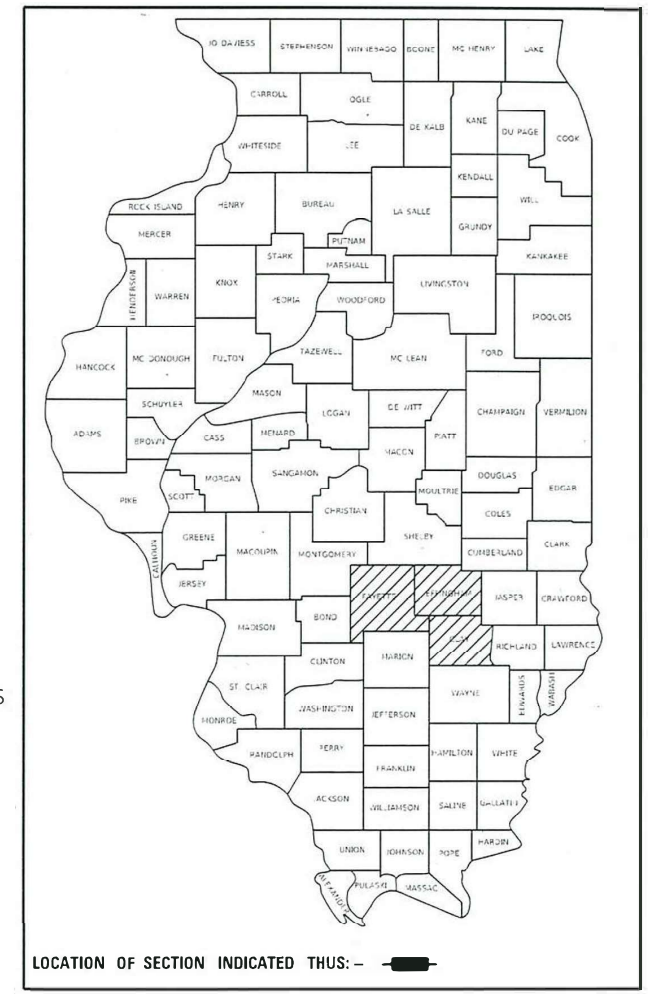 JO DAVIESS STEPHENSON WINNEBAGO BOONE MC HENRY LAKE
CARROLL OGLE DE KALB KANE DU PAGE COOK
WHITESIDE LEE
KENDALL
ROCK ISLAND HENRY BUREAU LA SALLE WILL
MERCER PUTNAM GRUNDY
STARK MARSHALL KANKAKEE
HENDERSON WARREN KNOX PEORIA WOODFORD LIVINGSTON
IROQUOIS
HANCOCK MC DONOUGH FULTON TAZEWELL MC LEAN FORD
MASON
SCHUYLER LOGAN DE WITT CHAMPAIGN VERMILION
ADAMS BROWN CASS MENARD PIATT
MACON
MORGAN SANGAMON DOUGLAS
PIKE SCOTT MOULTRIE EDGAR
CHRISTIAN COLES
GREENE SHELBY
CALHOUN MACOUPIN MONTGOMERY CUMBERLAND CLARK
JERSEY FAYETTE EFFINGHAM JASPER CRAWFORD
BOND
MADISON CLAY RICHLAND LAWRENCE
CLINTON MARION
ST. CLAIR WAYNE EDWARDS WABASH
WASHINGTON JEFFERSON
MONROE
RANDOLPH PERRY HAMILTON WHITE
FRANKLIN
JACKSON WILLIAMSON SALINE GALLATIN
UNION JOHNSON POPE HARDIN
ALEXANDER PULASKI MASSAC
S
LOCATION OF SECTION INDICATED THUS: –